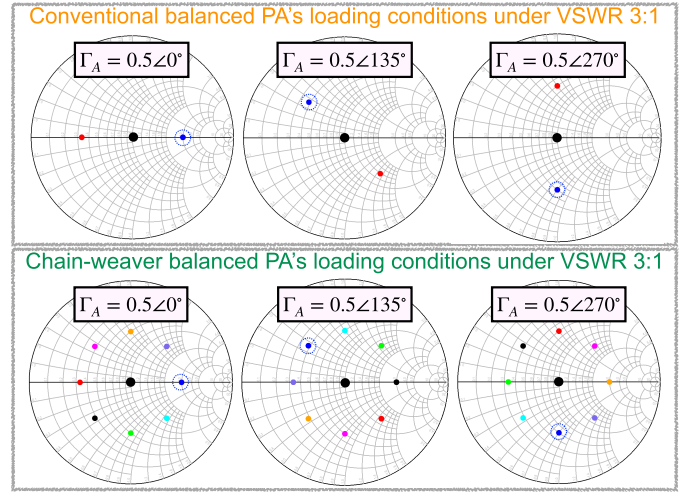 Conventional balanced PA's loading conditions under VSWR 3:1
Γ_A = 0.5∠0° Γ_A = 0.5∠135° Γ_A = 0.5∠270°
Chain-weaver balanced PA's loading conditions under VSWR 3:1
Γ_A = 0.5∠0° Γ_A = 0.5∠135° Γ_A = 0.5∠270°